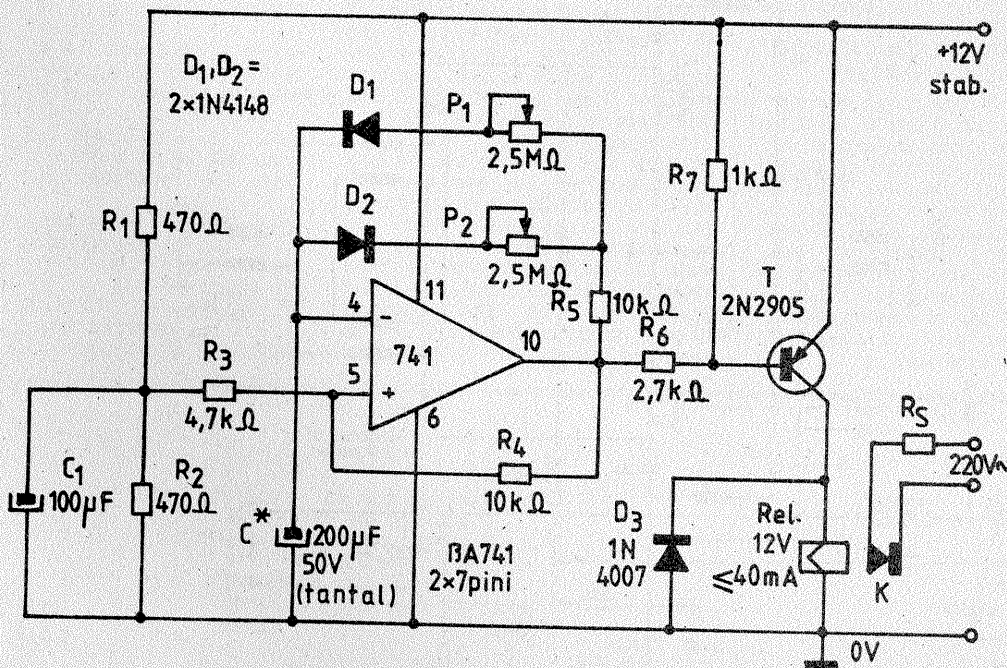 +12V
stab.
D1,D2 =
2×1N4148
D1
P1
2,5MΩ
R7
1kΩ
R1
470Ω
D2
P2
2,5MΩ
T
2N2905
R5
10kΩ
11
4
-
741
10
R6
2,7kΩ
R3
4,7kΩ
5
+
6
R4
10kΩ
RS
220V~
C1
100μF
R2
470Ω
C*
200μF
50V
(tantal)
βA741
2×7pini
D3
1N
4007
Rel.
12V
≤40mA
K
0V